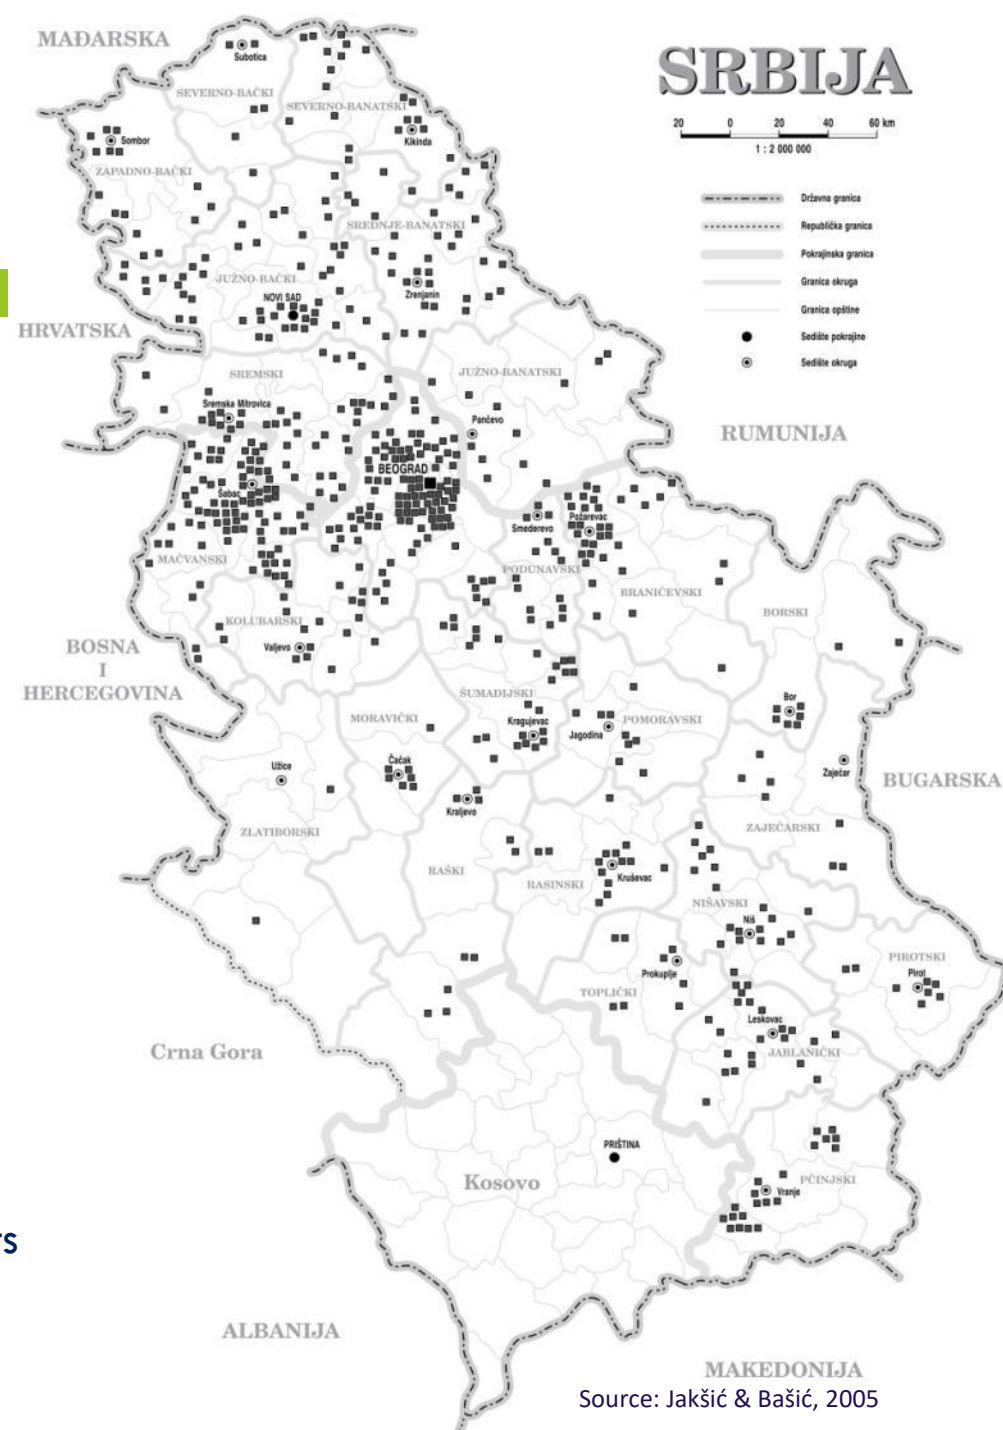 MAĐARSKA
SRBIJA
20 0 20 60 km
1 : 2 000 000
Državna granica
Republička granica
Pokrajinska granica
Granica okruga
Granica opštine
Sedište pokrajine
Sedište okruga
Subotica
SEVERNO-BAČKI
SEVERNO-BANATSKI
Sombor
Kikinda
ZAPADNO-BAČKI
SREDNJE-BANATSKI
JUŽNO-BAČKI
NOVI SAD
Zrenjanin
HRVATSKA
SREMSKI
JUŽNO-BANATSKI
Sremska Mitrovica
Pančevo
RUMUNIJA
BEOGRAD
Šabac
Smederevo
Požarevac
MAČVANSKI
PODUNAVSKI
BRANIČEVSKI
BORSKI
KOLUBARSKI
Valjevo
BOSNA
I
HERCEGOVINA
ŠUMADIJSKI
Bor
MORAVIČKI
Kragujevac
Jagodina
POMORAVSKI
Užice
Čačak
Zaječar
BUGARSKA
Kraljevo
ZLATIBORSKI
ZAJEČARSKI
RAŠKI
RASINSKI
Kruševac
NIŠAVSKI
Niš
PIROTSKI
Prokuplje
Pirot
TOPLIČKI
Leskovac
Crna Gora
JABLANIČKI
PRIŠTINA
Kosovo
PČINJSKI
Vranje
rs
ALBANIJA
MAKEDONIJA
Source: Jakšić & Bašić, 2005